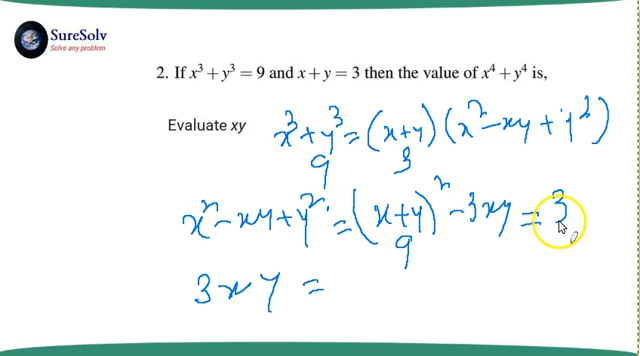 SureSolv
Solve any problem
2. If x³ + y³ = 9 and x + y = 3 then the value of x⁴ + y⁴ is,
Evaluate xy
x³ + y³ = (x+y) (x² - xy + y²)
9 3
x² - xy + y² = (x+y)² - 3xy = 3
9
3xy =